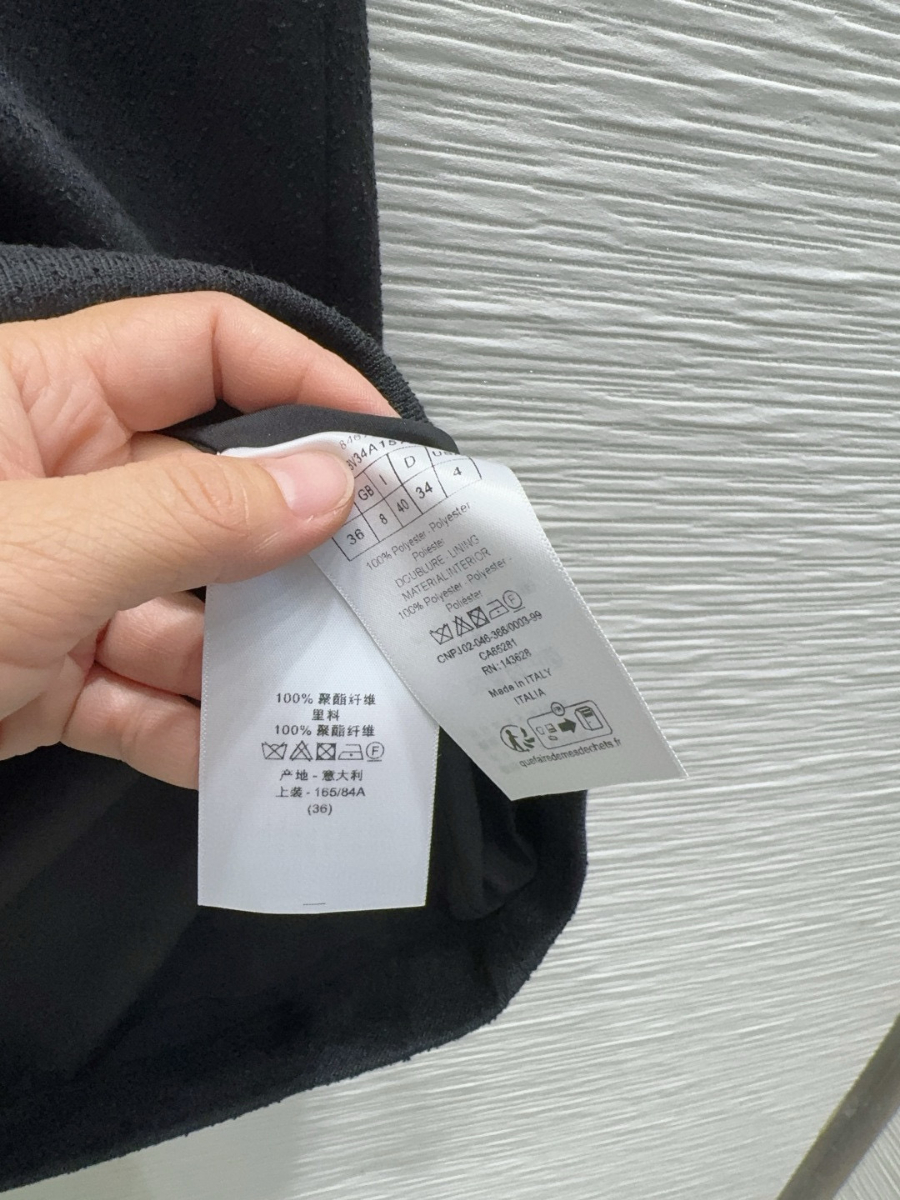 GB I D
36 8 40 34 4
100% Polyester - Polyester
Poliester
DOUBLURE - LINING
MATERIAL INTERIOR
100% Polyester - Polyester -
Poliester
CNPJ 02-046-366/0003-99
CA65281
RN: 143628
Made in ITALY
ITALIA
quefairedemesdechets.fr
100% 聚酯纤维
里料
100% 聚酯纤维
产地 - 意大利
上装 - 165/84A
(36)